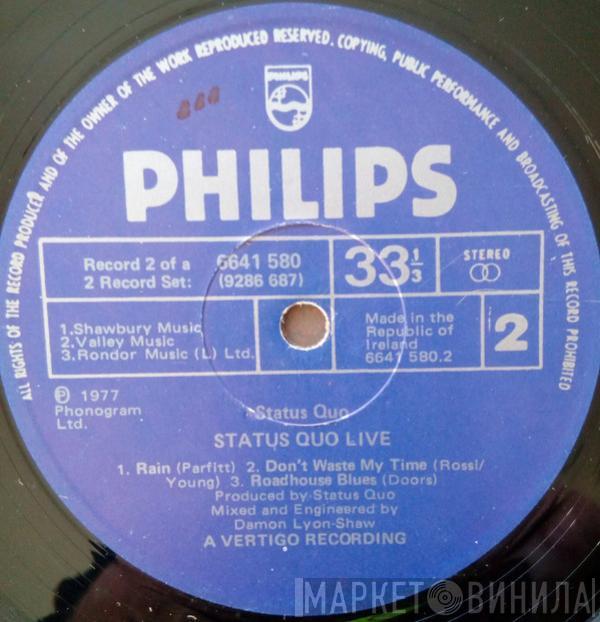 ALL RIGHTS OF THE RECORD PRODUCER AND OF THE OWNER OF THE WORK REPRODUCED RESERVED. COPYING, PUBLIC PERFORMANCE AND BROADCASTING OF THIS RECORD PROHIBITED
PHILIPS
PHILIPS
Record 2 of a 6641 580
2 Record Set: (9286 687)
33 1/3
STEREO
1.Shawbury Music
2.Valley Music
3.Rondor Music (L) Ltd.
Made in the
Republic of
Ireland
6641 580.2
2
Ⓟ 1977
Phonogram
Ltd.
Status Quo
STATUS QUO LIVE
1. Rain (Parfitt) 2. Don't Waste My Time (Rossi/
Young) 3. Roadhouse Blues (Doors)
Produced by Status Quo
Mixed and Engineered by
Damon Lyon-Shaw
A VERTIGO RECORDING
МАРКЕТ ВИНИЛА